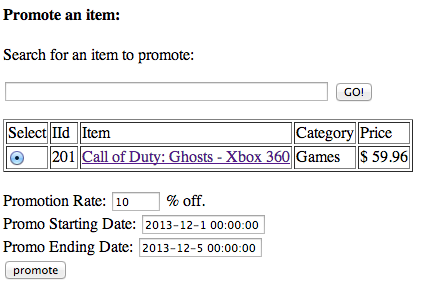 Promote an item:
Search for an item to promote:
GO!
Select IId Item Category Price
201 Call of Duty: Ghosts - Xbox 360 Games $ 59.96
Promotion Rate: 10 % off.
Promo Starting Date: 2013-12-1 00:00:00
Promo Ending Date: 2013-12-5 00:00:00
promote